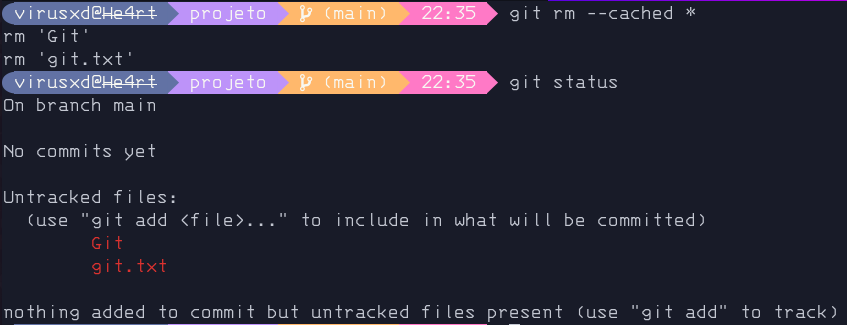 virusxd@He4rt projeto (main) 22:35 git rm --cached *
rm 'Git'
rm 'git.txt'
virusxd@He4rt projeto (main) 22:35 git status
On branch main
No commits yet
Untracked files:
(use "git add <file>..." to include in what will be committed)
Git
git.txt
nothing added to commit but untracked files present (use "git add" to track)